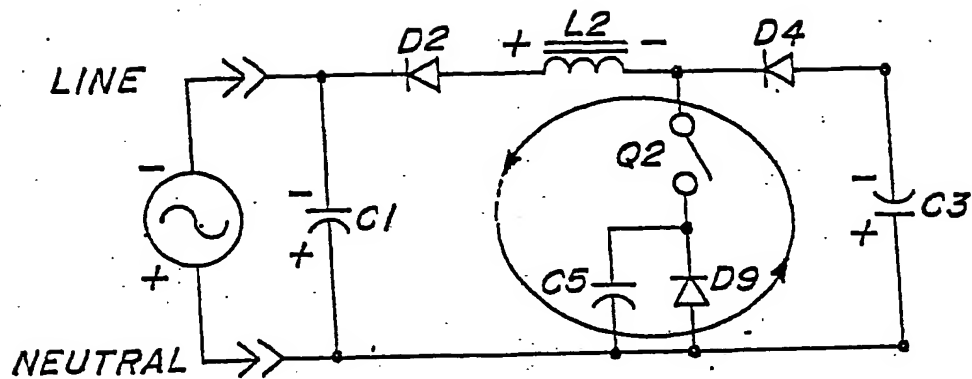 D2 + L2 - D4
LINE
Q2
-
- C1
+
- C3
+
+
C5 D9
NEUTRAL